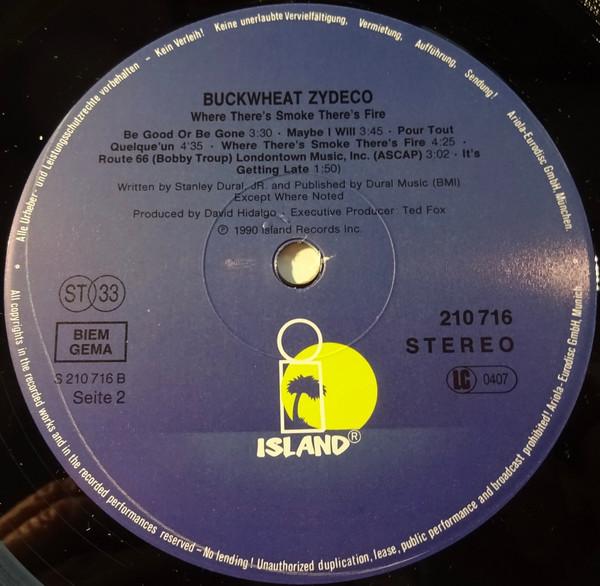 BUCKWHEAT ZYDECO
Where There's Smoke There's Fire
Be Good Or Be Gone 3:30 · Maybe I Will 3:45 · Pour Tout
Quelque'un 4'35 · Where There's Smoke There's Fire 4:25 ·
Route 66 (Bobby Troup) Londontown Music, Inc. (ASCAP) 3:02 · It's
Getting Late 1:50)
Written by Stanley Dural, JR. and Published by Dural Music (BMI)
Except Where Noted
Produced by David Hidalgo · Executive Producer Ted Fox
℗ 1990 Island Records Inc.
ST 33
BIEM
GEMA
S 210 716 B
Seite 2
210 716
STEREO
LC 0407
ISLAND®
Alle Urheber- und Leistungsschutzrechte vorbehalten – Kein Verleih! Keine unerlaubte Vervielfältigung, Vermietung, Aufführung, Sendung! Ariola-Eurodisc GmbH, München.
• All copyrights in the recorded works and in the recorded performances reserved – No lending! Unauthorized duplication, lease, public performance and broadcast prohibited! Ariola-Eurodisc GmbH, Munich